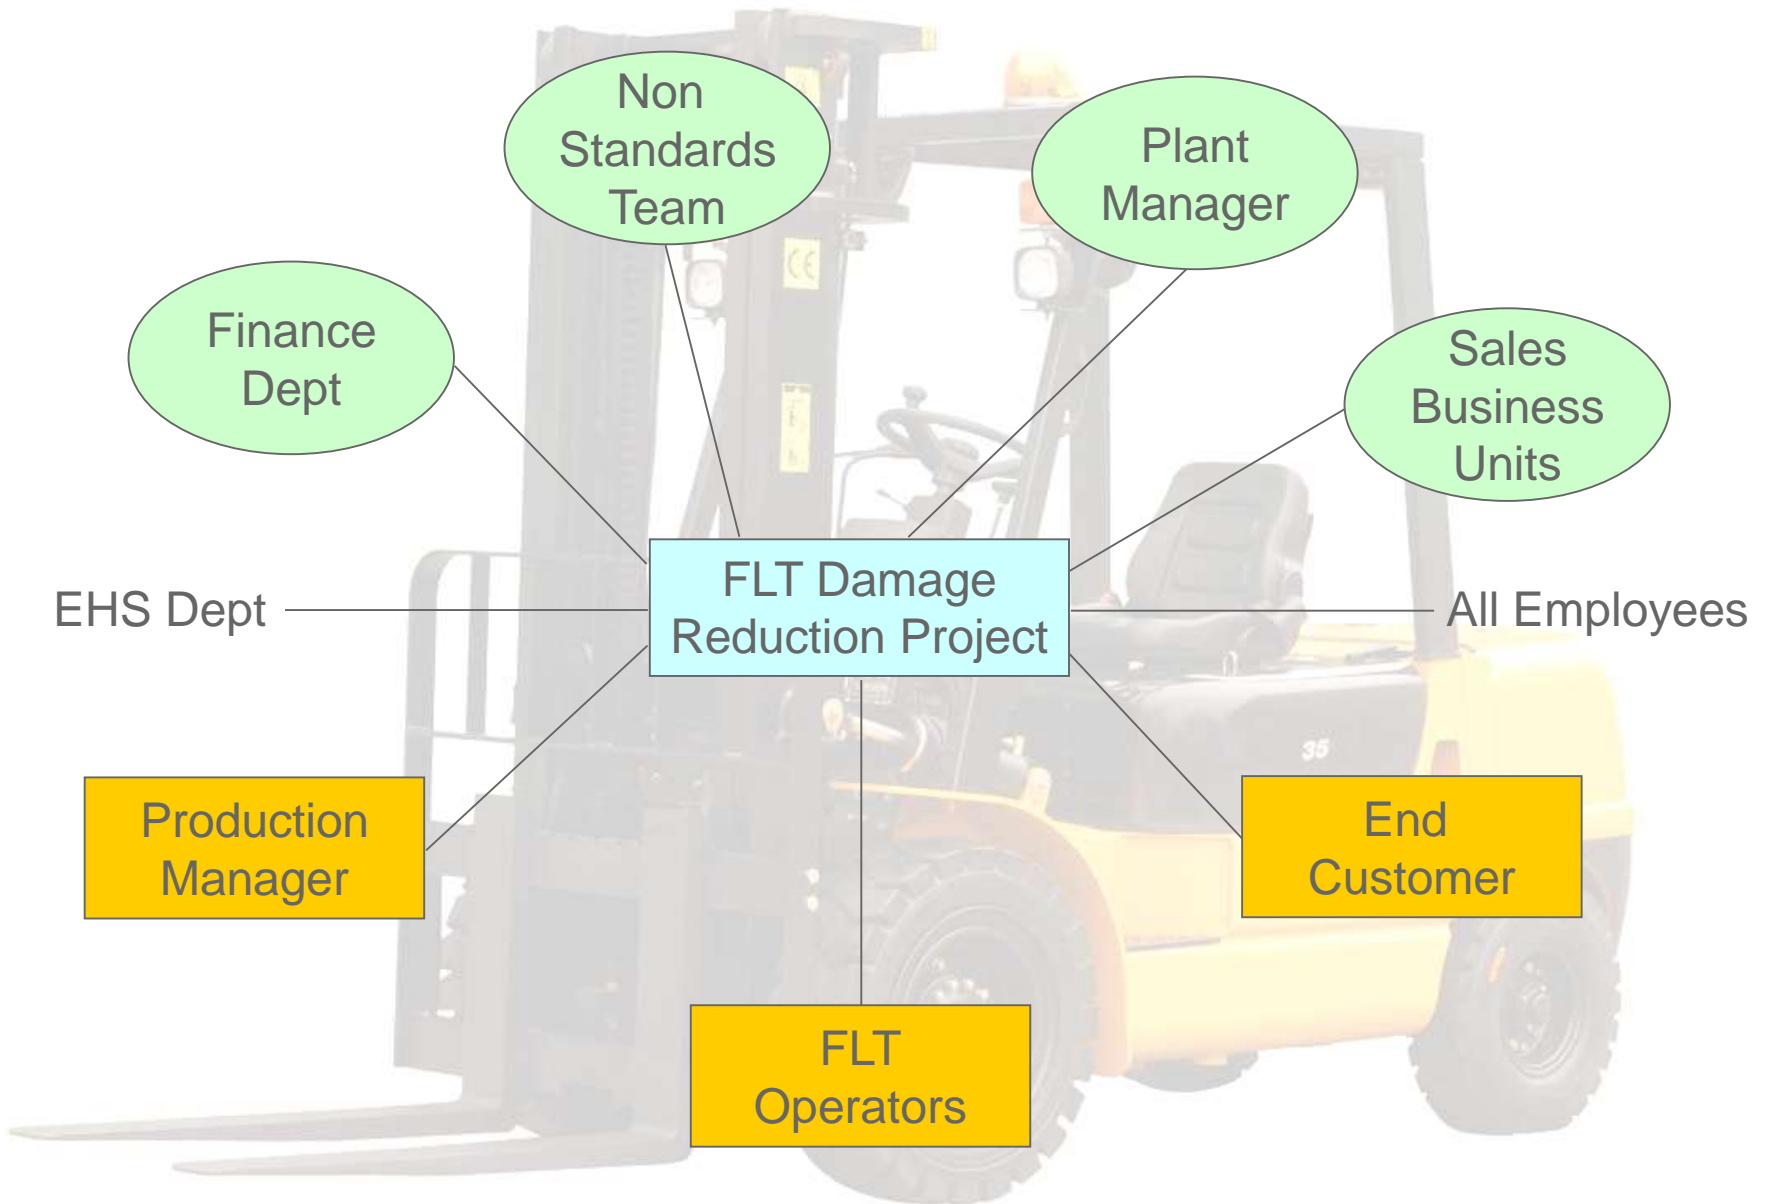 Non
Standards
Team
Plant
Manager
Finance
Dept
Sales
Business
Units
FLT Damage
Reduction Project
EHS Dept
All Employees
35
CE
Production
Manager
End
Customer
FLT
Operators